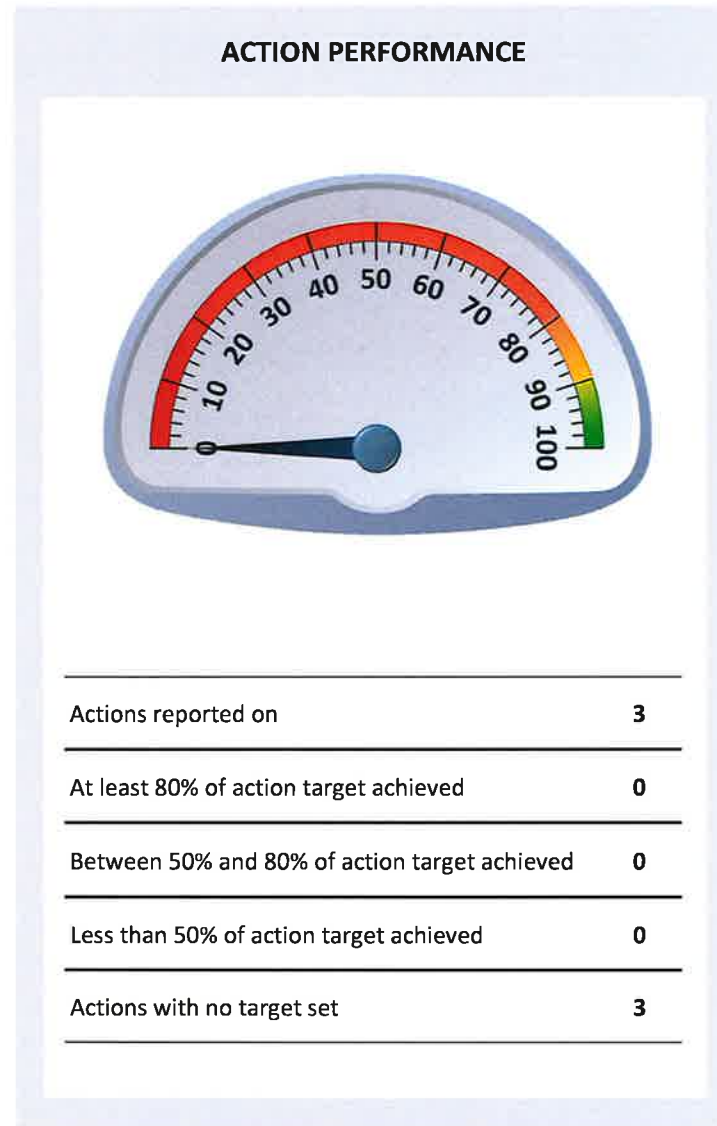 ACTION PERFORMANCE
0
10
20
30
40
50
60
70
80
90
100
Actions reported on 3
At least 80% of action target achieved 0
Between 50% and 80% of action target achieved 0
Less than 50% of action target achieved 0
Actions with no target set 3